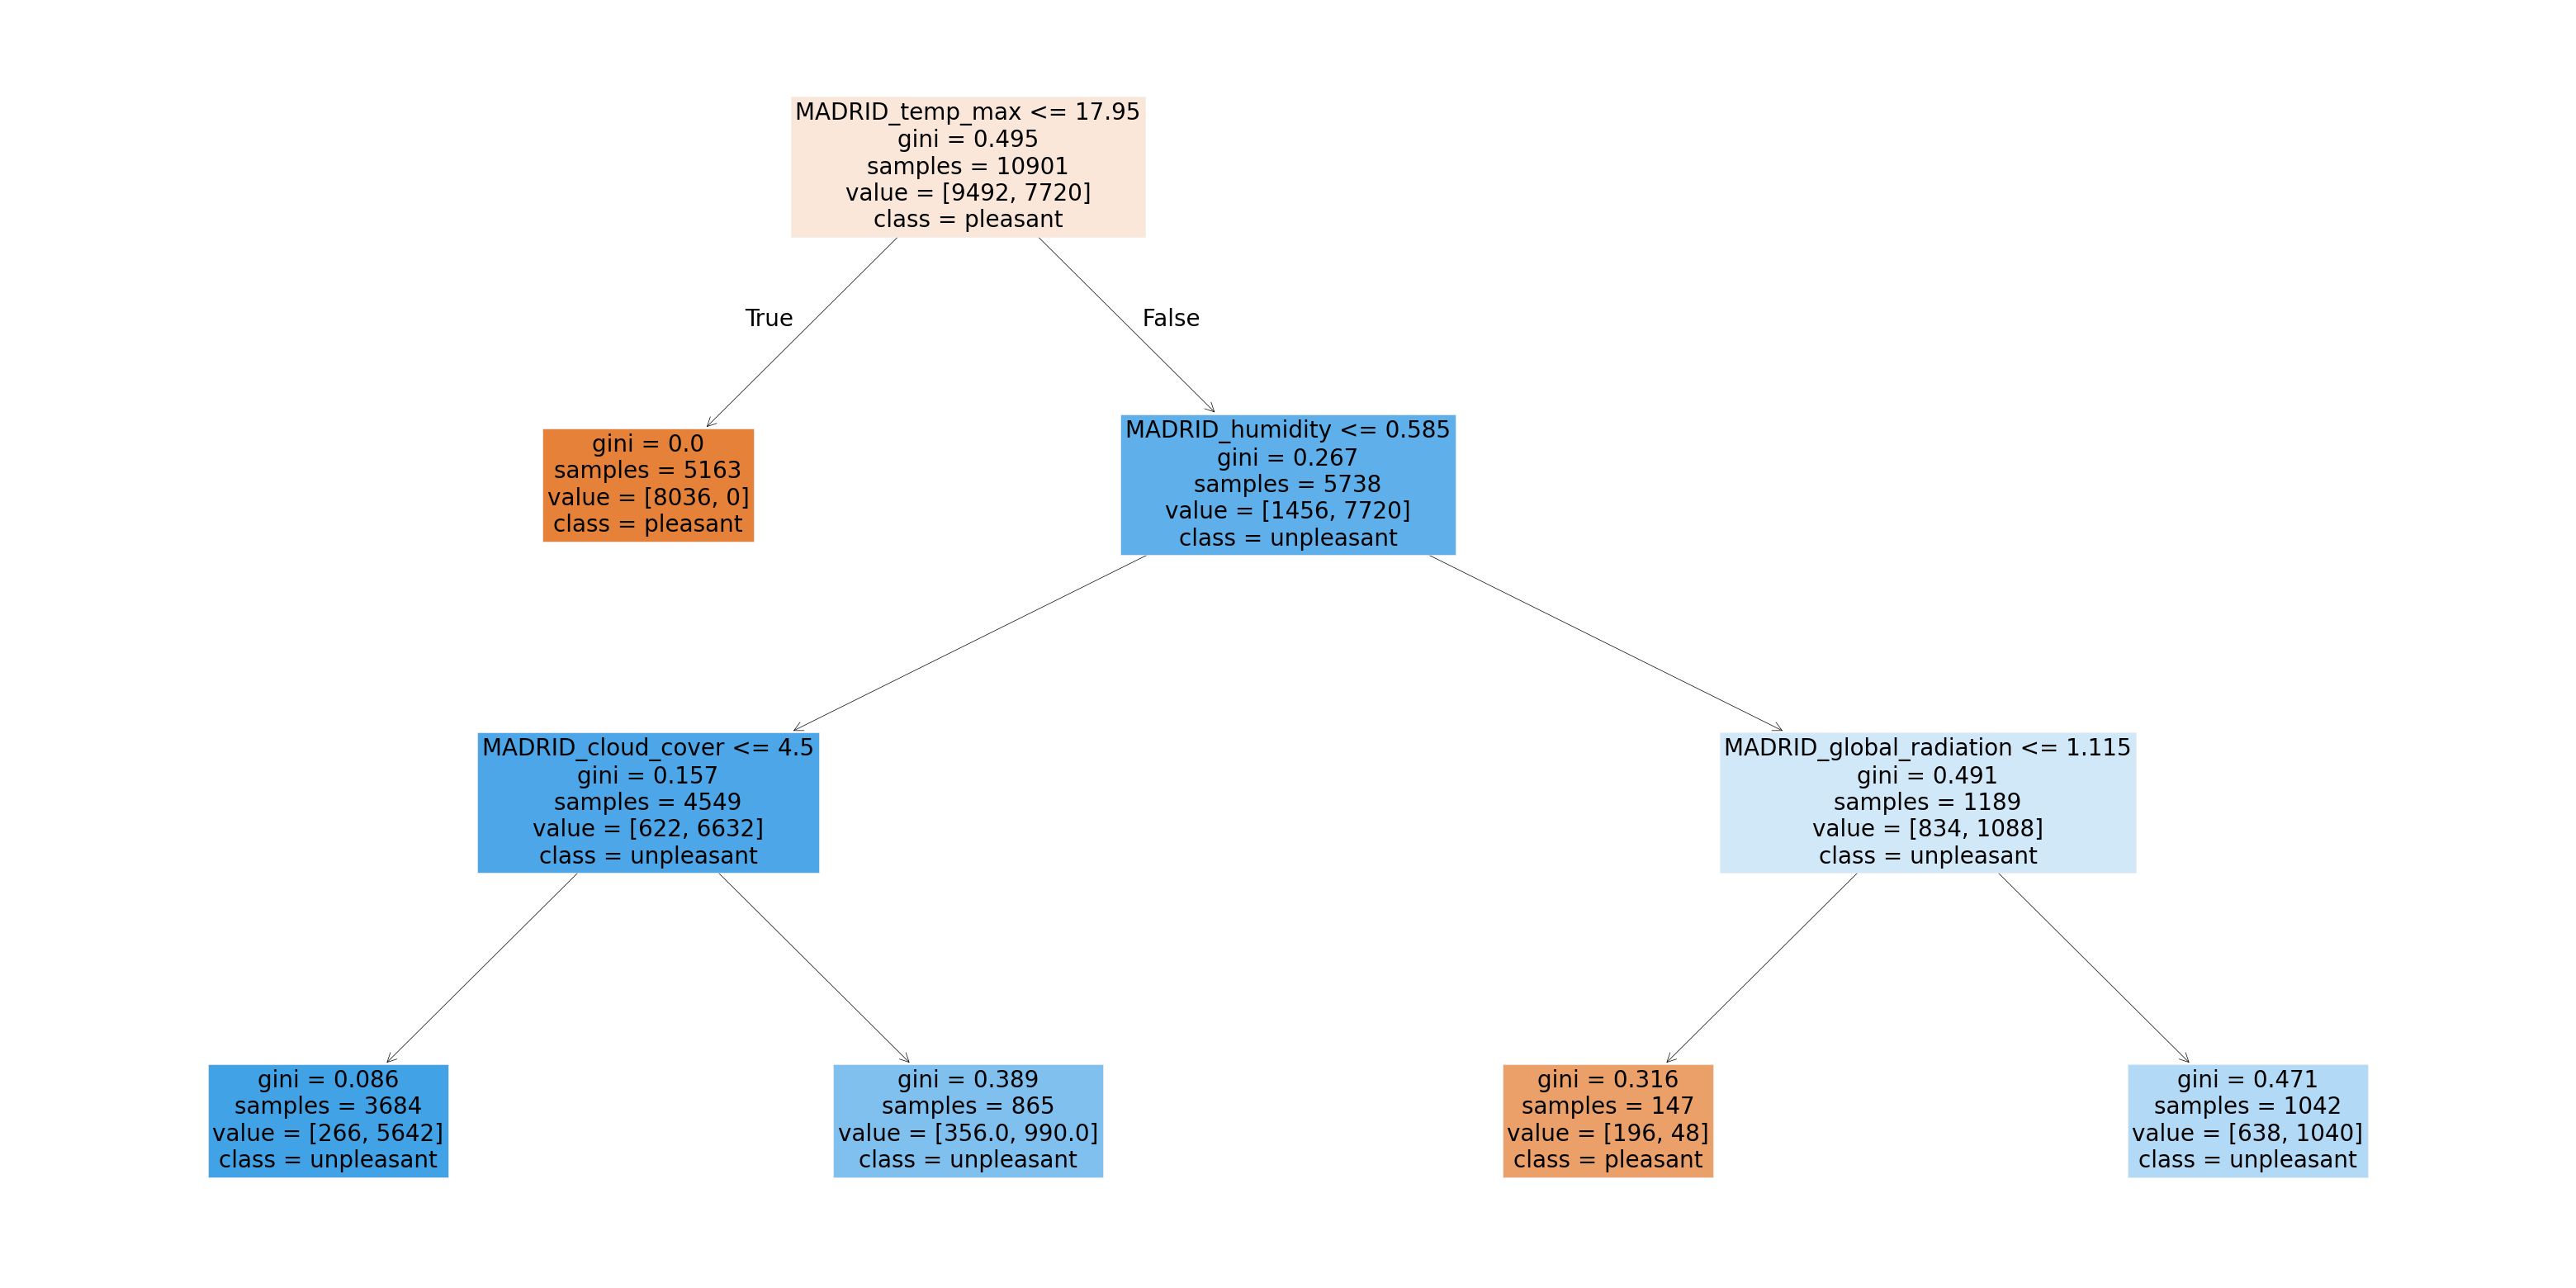 MADRID_temp_max <= 17.95
gini = 0.495
samples = 10901
value = [9492, 7720]
class = pleasant
True
False
gini = 0.0
samples = 5163
value = [8036, 0]
class = pleasant
MADRID_humidity <= 0.585
gini = 0.267
samples = 5738
value = [1456, 7720]
class = unpleasant
MADRID_cloud_cover <= 4.5
gini = 0.157
samples = 4549
value = [622, 6632]
class = unpleasant
MADRID_global_radiation <= 1.115
gini = 0.491
samples = 1189
value = [834, 1088]
class = unpleasant
gini = 0.086
samples = 3684
value = [266, 5642]
class = unpleasant
gini = 0.389
samples = 865
value = [356.0, 990.0]
class = unpleasant
gini = 0.316
samples = 147
value = [196, 48]
class = pleasant
gini = 0.471
samples = 1042
value = [638, 1040]
class = unpleasant